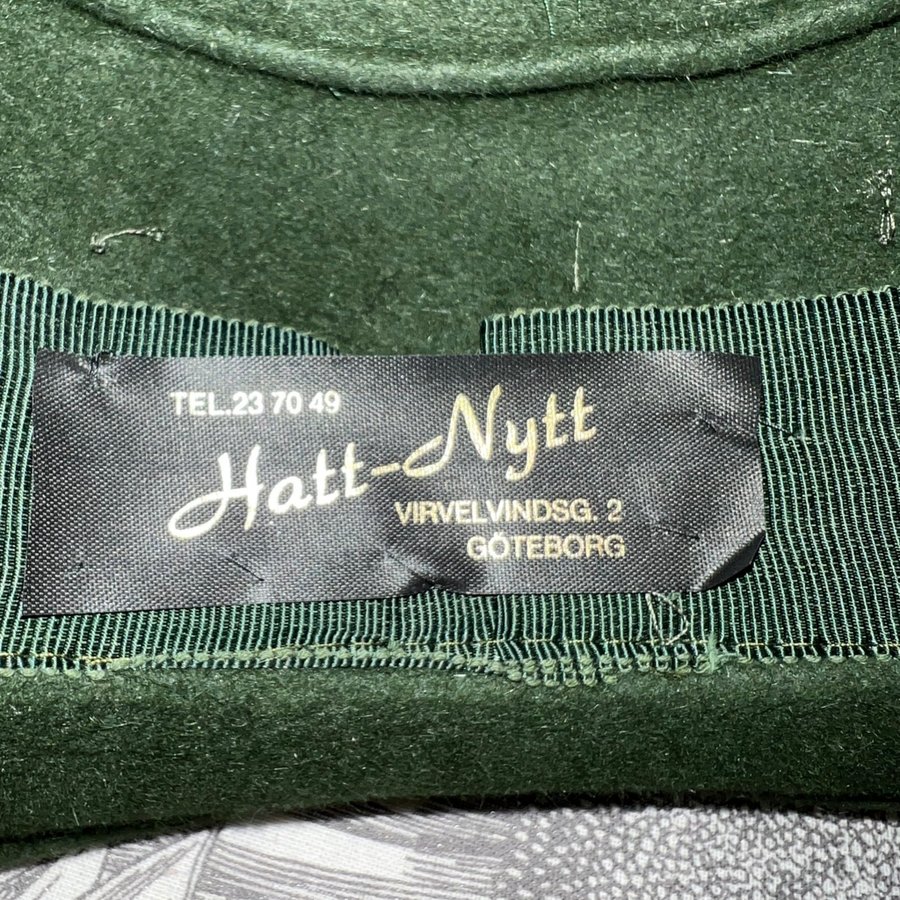 TEL.23 70 49
Hatt-Nytt
VIRVELVINDSG. 2
GÖTEBORG